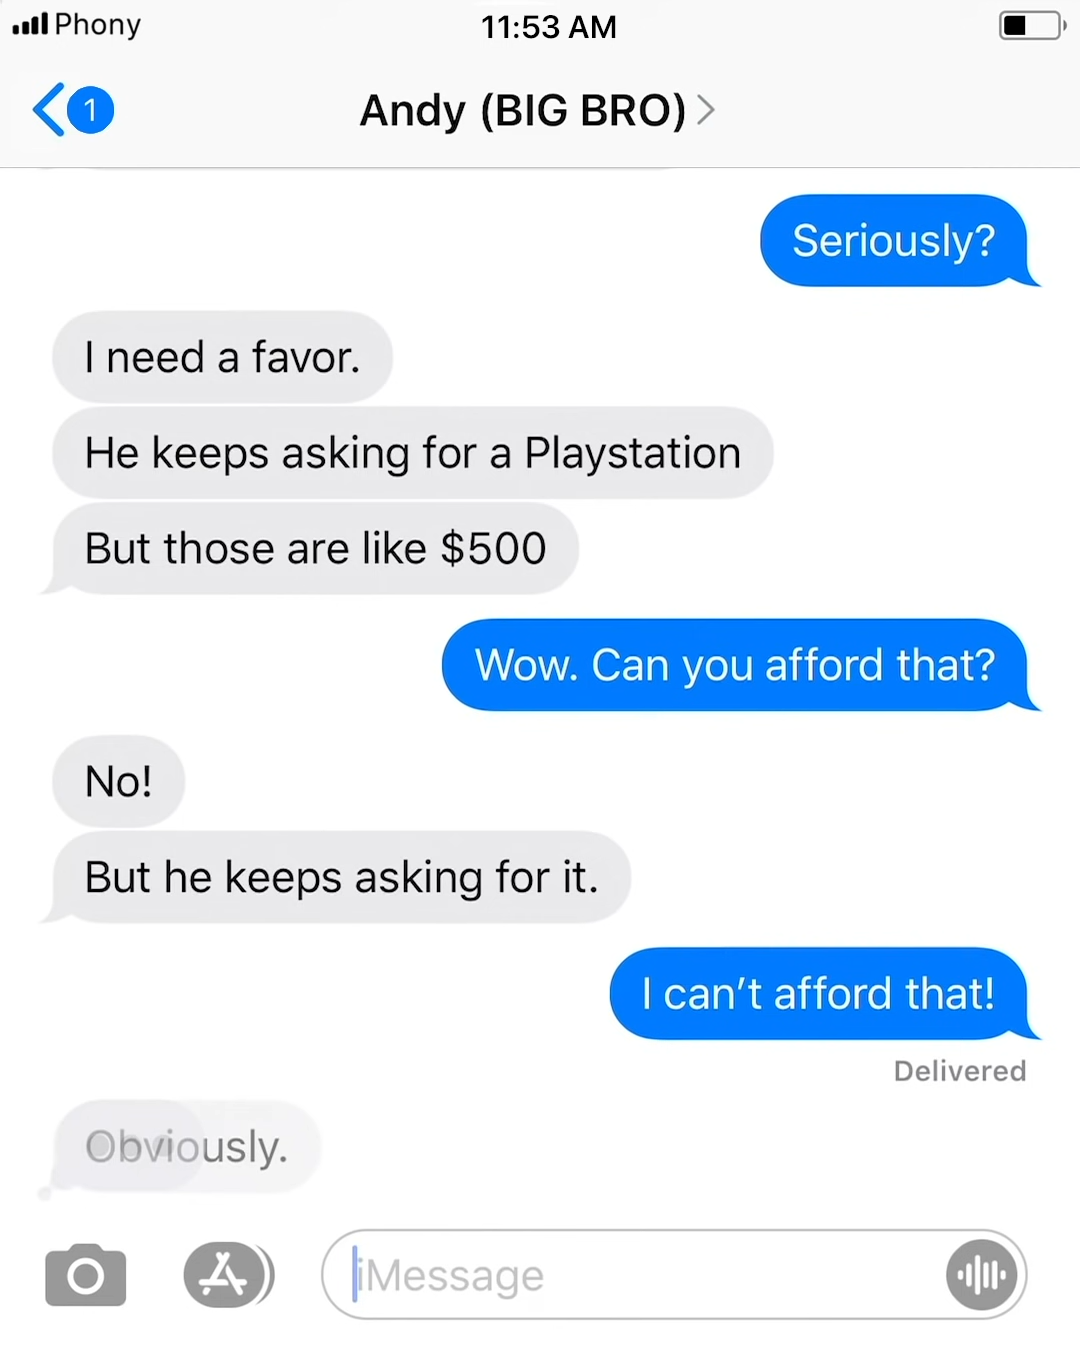 Phony 11:53 AM
1 Andy (BIG BRO)
Seriously?
I need a favor.
He keeps asking for a Playstation
But those are like $500
Wow. Can you afford that?
No!
But he keeps asking for it.
I can’t afford that!
Delivered
Obviously.
iMessage